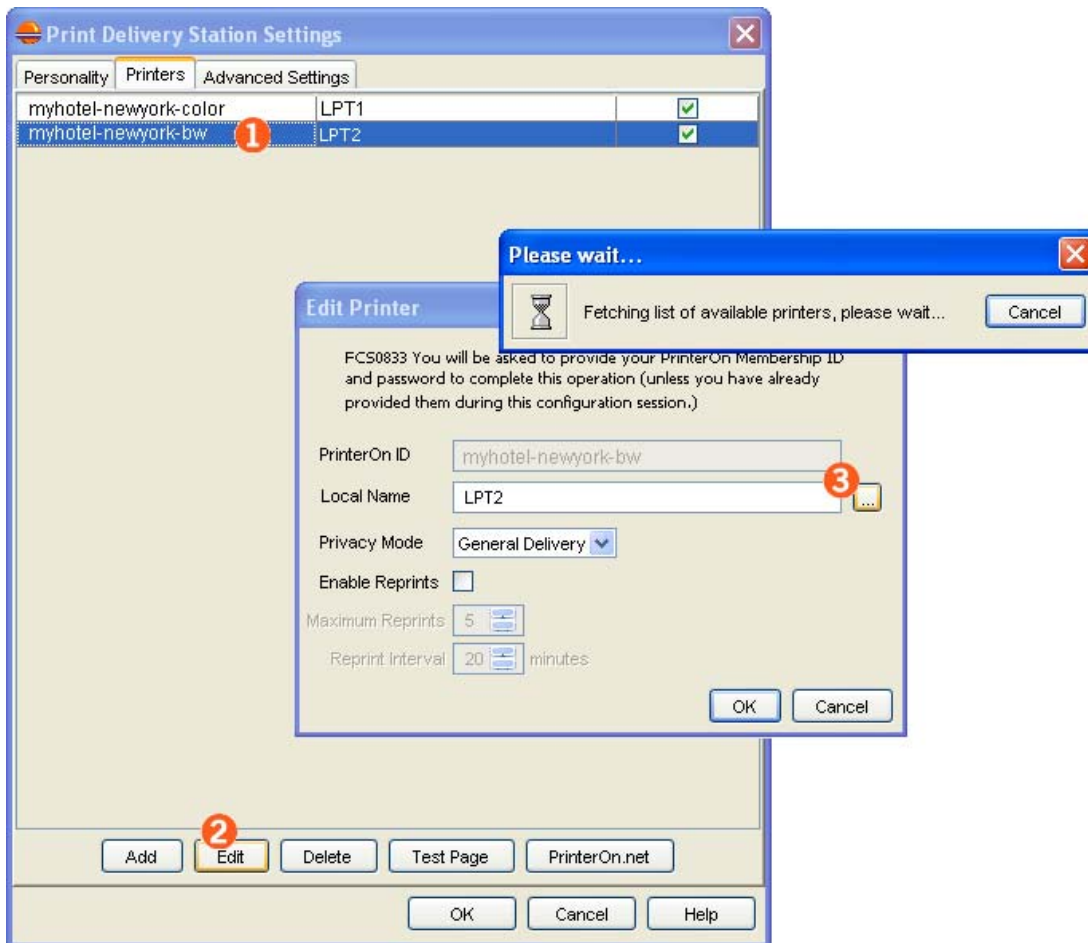 Print Delivery Station Settings
Personality Printers Advanced Settings
myhotel-newyork-color LPT1
myhotel-newyork-bw 1 LPT2
Please wait...
Fetching list of available printers, please wait... Cancel
Edit Printer
FCS0833 You will be asked to provide your PrinterOn Membership ID
and password to complete this operation (unless you have already
provided them during this configuration session.)
PrinterOn ID myhotel-newyork-bw
3
Local Name LPT2 ...
Privacy Mode General Delivery
Enable Reprints
Maximum Reprints 5
Reprint Interval 20 minutes
OK Cancel
2
Add Edit Delete Test Page PrinterOn.net
OK Cancel Help